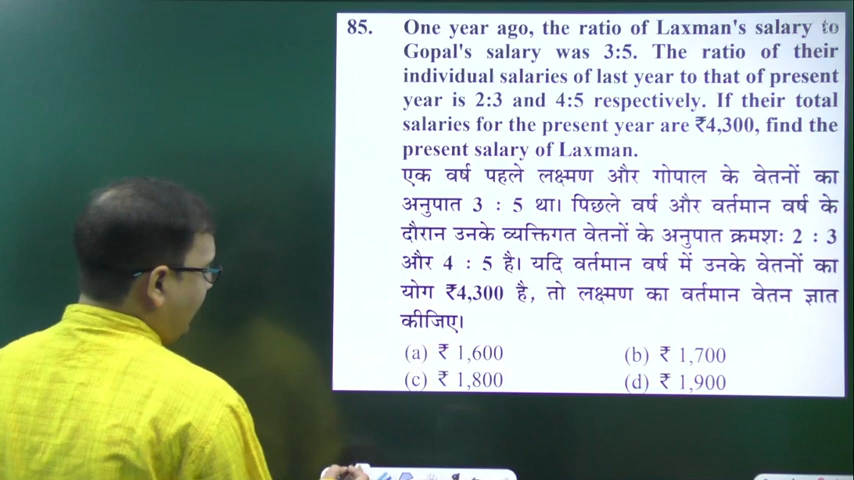 85. One year ago, the ratio of Laxman's salary to
Gopal's salary was 3:5. The ratio of their
individual salaries of last year to that of present
year is 2:3 and 4:5 respectively. If their total
salaries for the present year are ₹4,300, find the
present salary of Laxman.
एक वर्ष पहले लक्ष्मण और गोपाल के वेतनों का
अनुपात 3 : 5 था। पिछले वर्ष और वर्तमान वर्ष के
दौरान उनके व्यक्तिगत वेतनों के अनुपात क्रमशः 2 : 3
और 4 : 5 है। यदि वर्तमान वर्ष में उनके वेतनों का
योग ₹4,300 है, तो लक्ष्मण का वर्तमान वेतन ज्ञात
कीजिए।
(a) ₹ 1,600 (b) ₹ 1,700
(c) ₹ 1,800 (d) ₹ 1,900